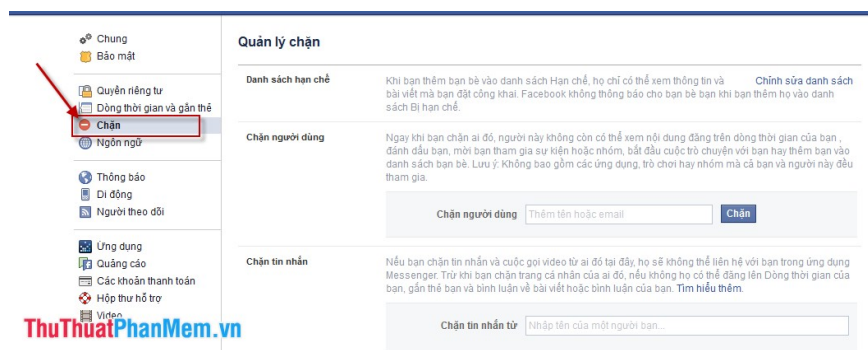 Chung
Bảo mật
Quyền riêng tư
Dòng thời gian và gắn thẻ
Chặn
Ngôn ngữ
Thông báo
Di động
Người theo dõi
Ứng dụng
Quảng cáo
Các khoản thanh toán
Hộp thư hỗ trợ
Video
ThuThuatPhanMem.vn
Quản lý chặn
Danh sách hạn chế
Khi bạn thêm bạn bè vào danh sách Hạn chế, họ chỉ có thể xem thông tin và
bài viết mà bạn đặt công khai. Facebook không thông báo cho bạn bè bạn khi bạn thêm họ vào danh
sách Bị hạn chế.
Chỉnh sửa danh sách
Chặn người dùng
Ngay khi bạn chặn ai đó, người này không còn có thể xem nội dung đăng trên dòng thời gian của bạn ,
đánh dấu bạn, mời bạn tham gia sự kiện hoặc nhóm, bắt đầu cuộc trò chuyện với bạn hay thêm bạn vào
danh sách bạn bè. Lưu ý: Không bao gồm các ứng dụng, trò chơi hay nhóm mà cả bạn và người này đều
tham gia.
Chặn người dùng Thêm tên hoặc email Chặn
Chặn tin nhắn
Nếu bạn chặn tin nhắn và cuộc gọi video từ ai đó tại đây, họ sẽ không thể liên hệ với bạn trong ứng dụng
Messenger. Trừ khi bạn chặn trang cá nhân của ai đó, nếu không họ có thể đăng lên Dòng thời gian của
bạn, gắn thẻ bạn và bình luận về bài viết hoặc bình luận của bạn. Tìm hiểu thêm.
Chặn tin nhắn từ Nhập tên của một người bạn...